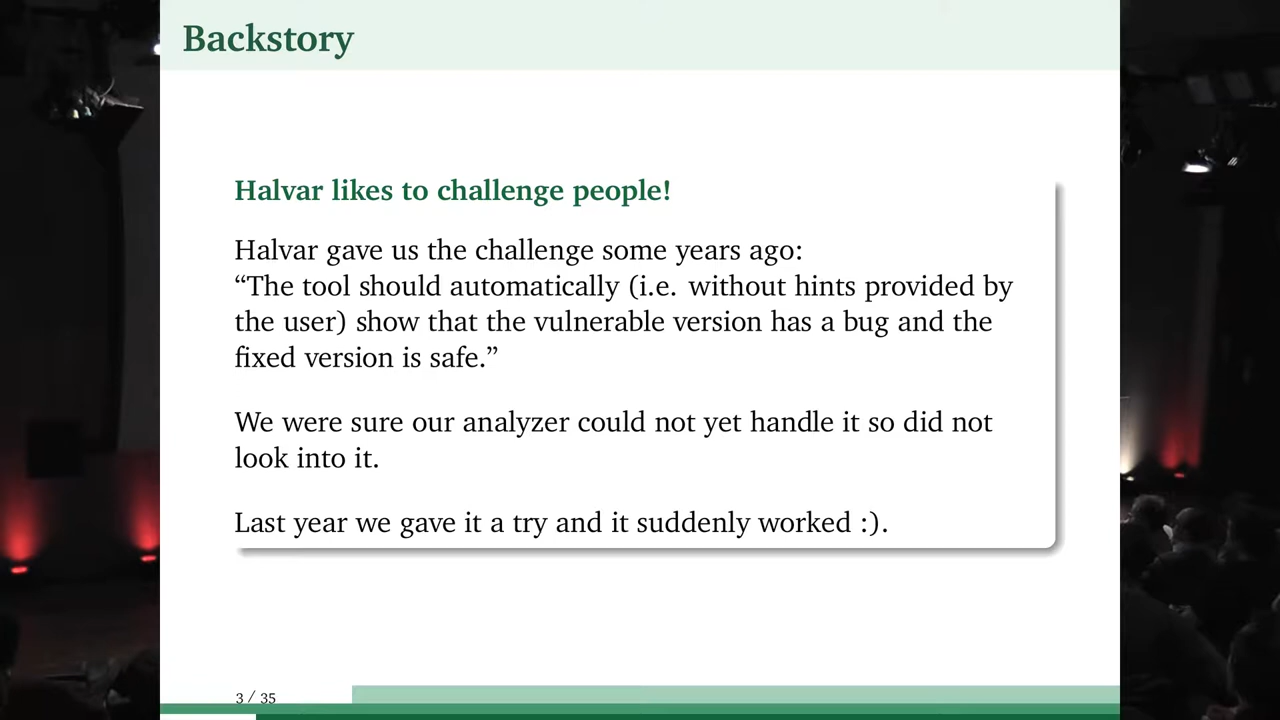 Backstory
Halvar likes to challenge people!
Halvar gave us the challenge some years ago:
“The tool should automatically (i.e. without hints provided by
the user) show that the vulnerable version has a bug and the
fixed version is safe.”
We were sure our analyzer could not yet handle it so did not
look into it.
Last year we gave it a try and it suddenly worked :).
3 / 35